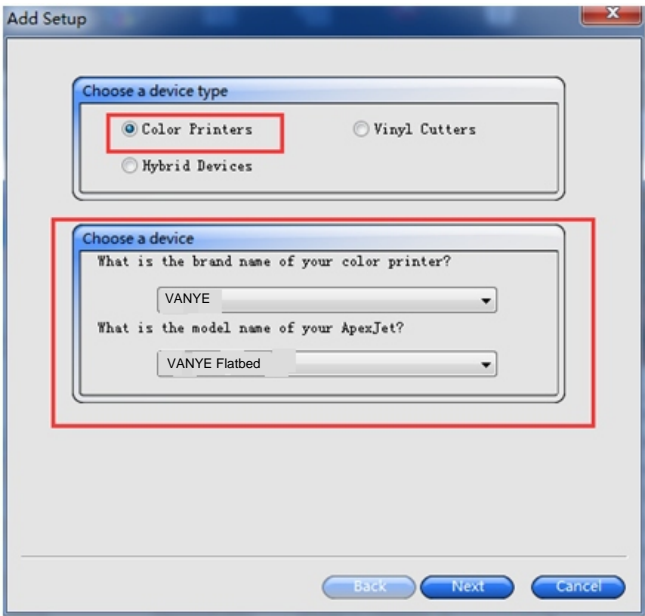 Add Setup
Choose a device type
Color Printers
Vinyl Cutters
Hybrid Devices
Choose a device
What is the brand name of your color printer?
VANYE
What is the model name of your ApexJet?
VANYE Flatbed
Back Next Cancel